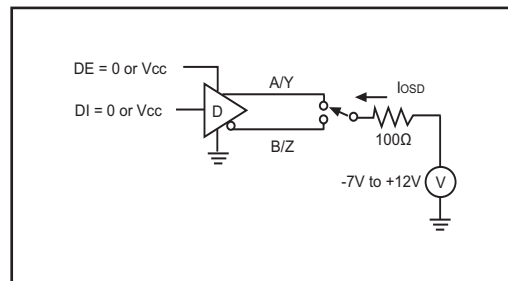 DE = 0 or Vcc
A/Y
IOSD
DI = 0 or Vcc
D
100Ω
B/Z
-7V to +12V
V